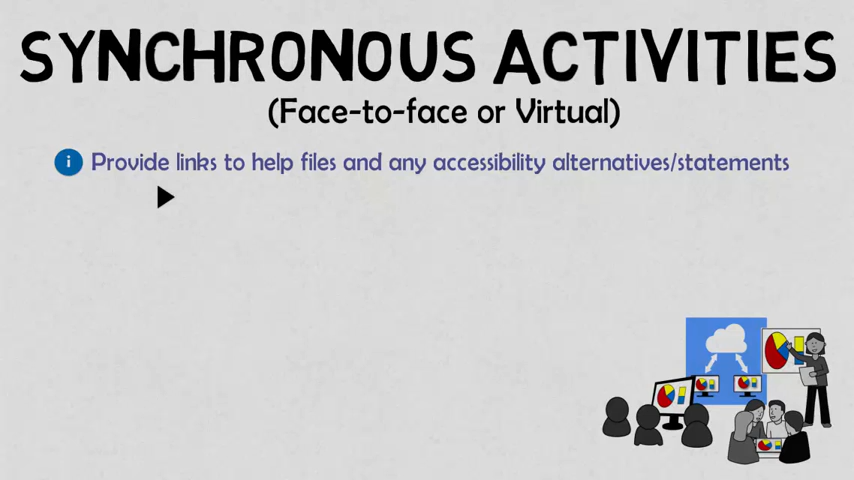 SYNCHRONOUS ACTIVITIES
(Face-to-face or Virtual)
i Provide links to help files and any accessibility alternatives/statements